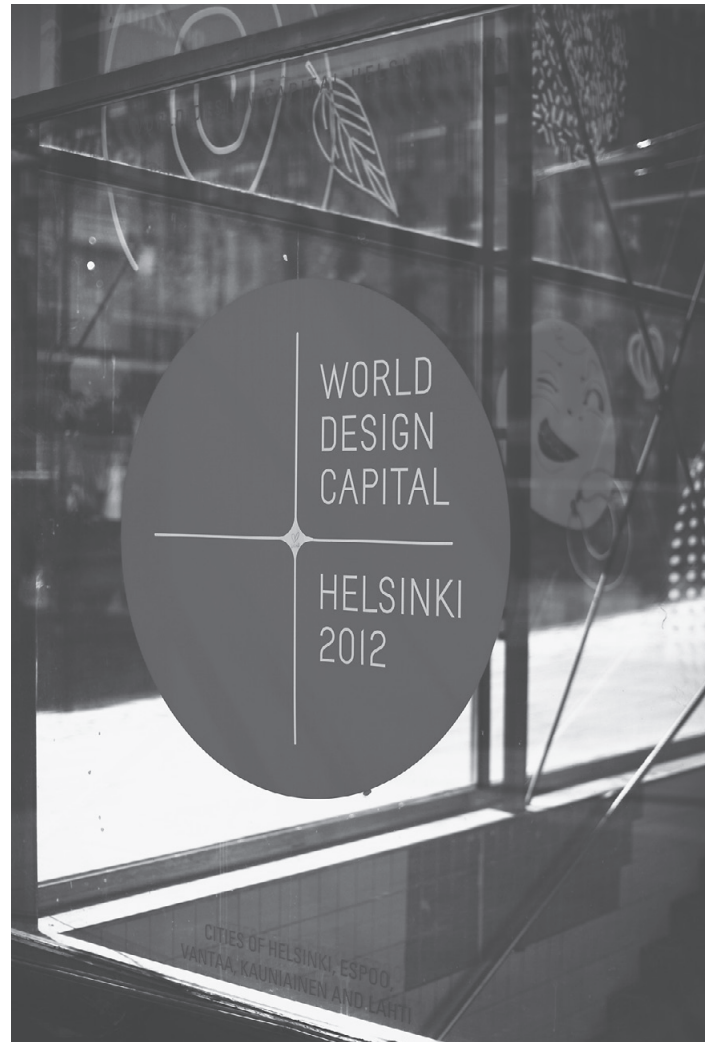 WORLD
DESIGN
CAPITAL
HELSINKI
2012
CITIES OF HELSINKI, ESPOO,
VANTAA, KAUNIAINEN AND LAHTI